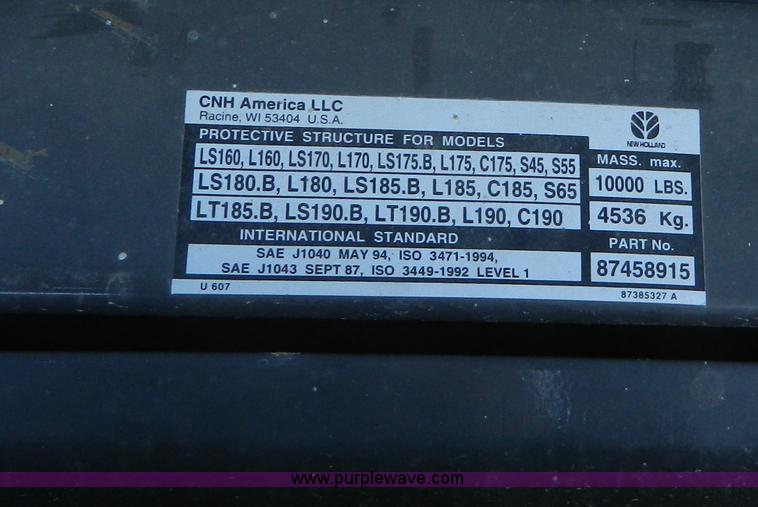 CNH America LLC
Racine, WI 53404 U.S.A.
NEW HOLLAND
PROTECTIVE STRUCTURE FOR MODELS
LS160, L160, LS170, L170, LS175.B, L175, C175, S45, S55
LS180.B, L180, LS185.B, L185, C185, S65
LT185.B, LS190.B, LT190.B, L190, C190
MASS. max.
10000 LBS.
4536 Kg.
INTERNATIONAL STANDARD
SAE J1040 MAY 94, ISO 3471-1994,
SAE J1043 SEPT 87, ISO 3449-1992 LEVEL 1
PART No.
87458915
U 607
87385327 A
www.purplewave.com